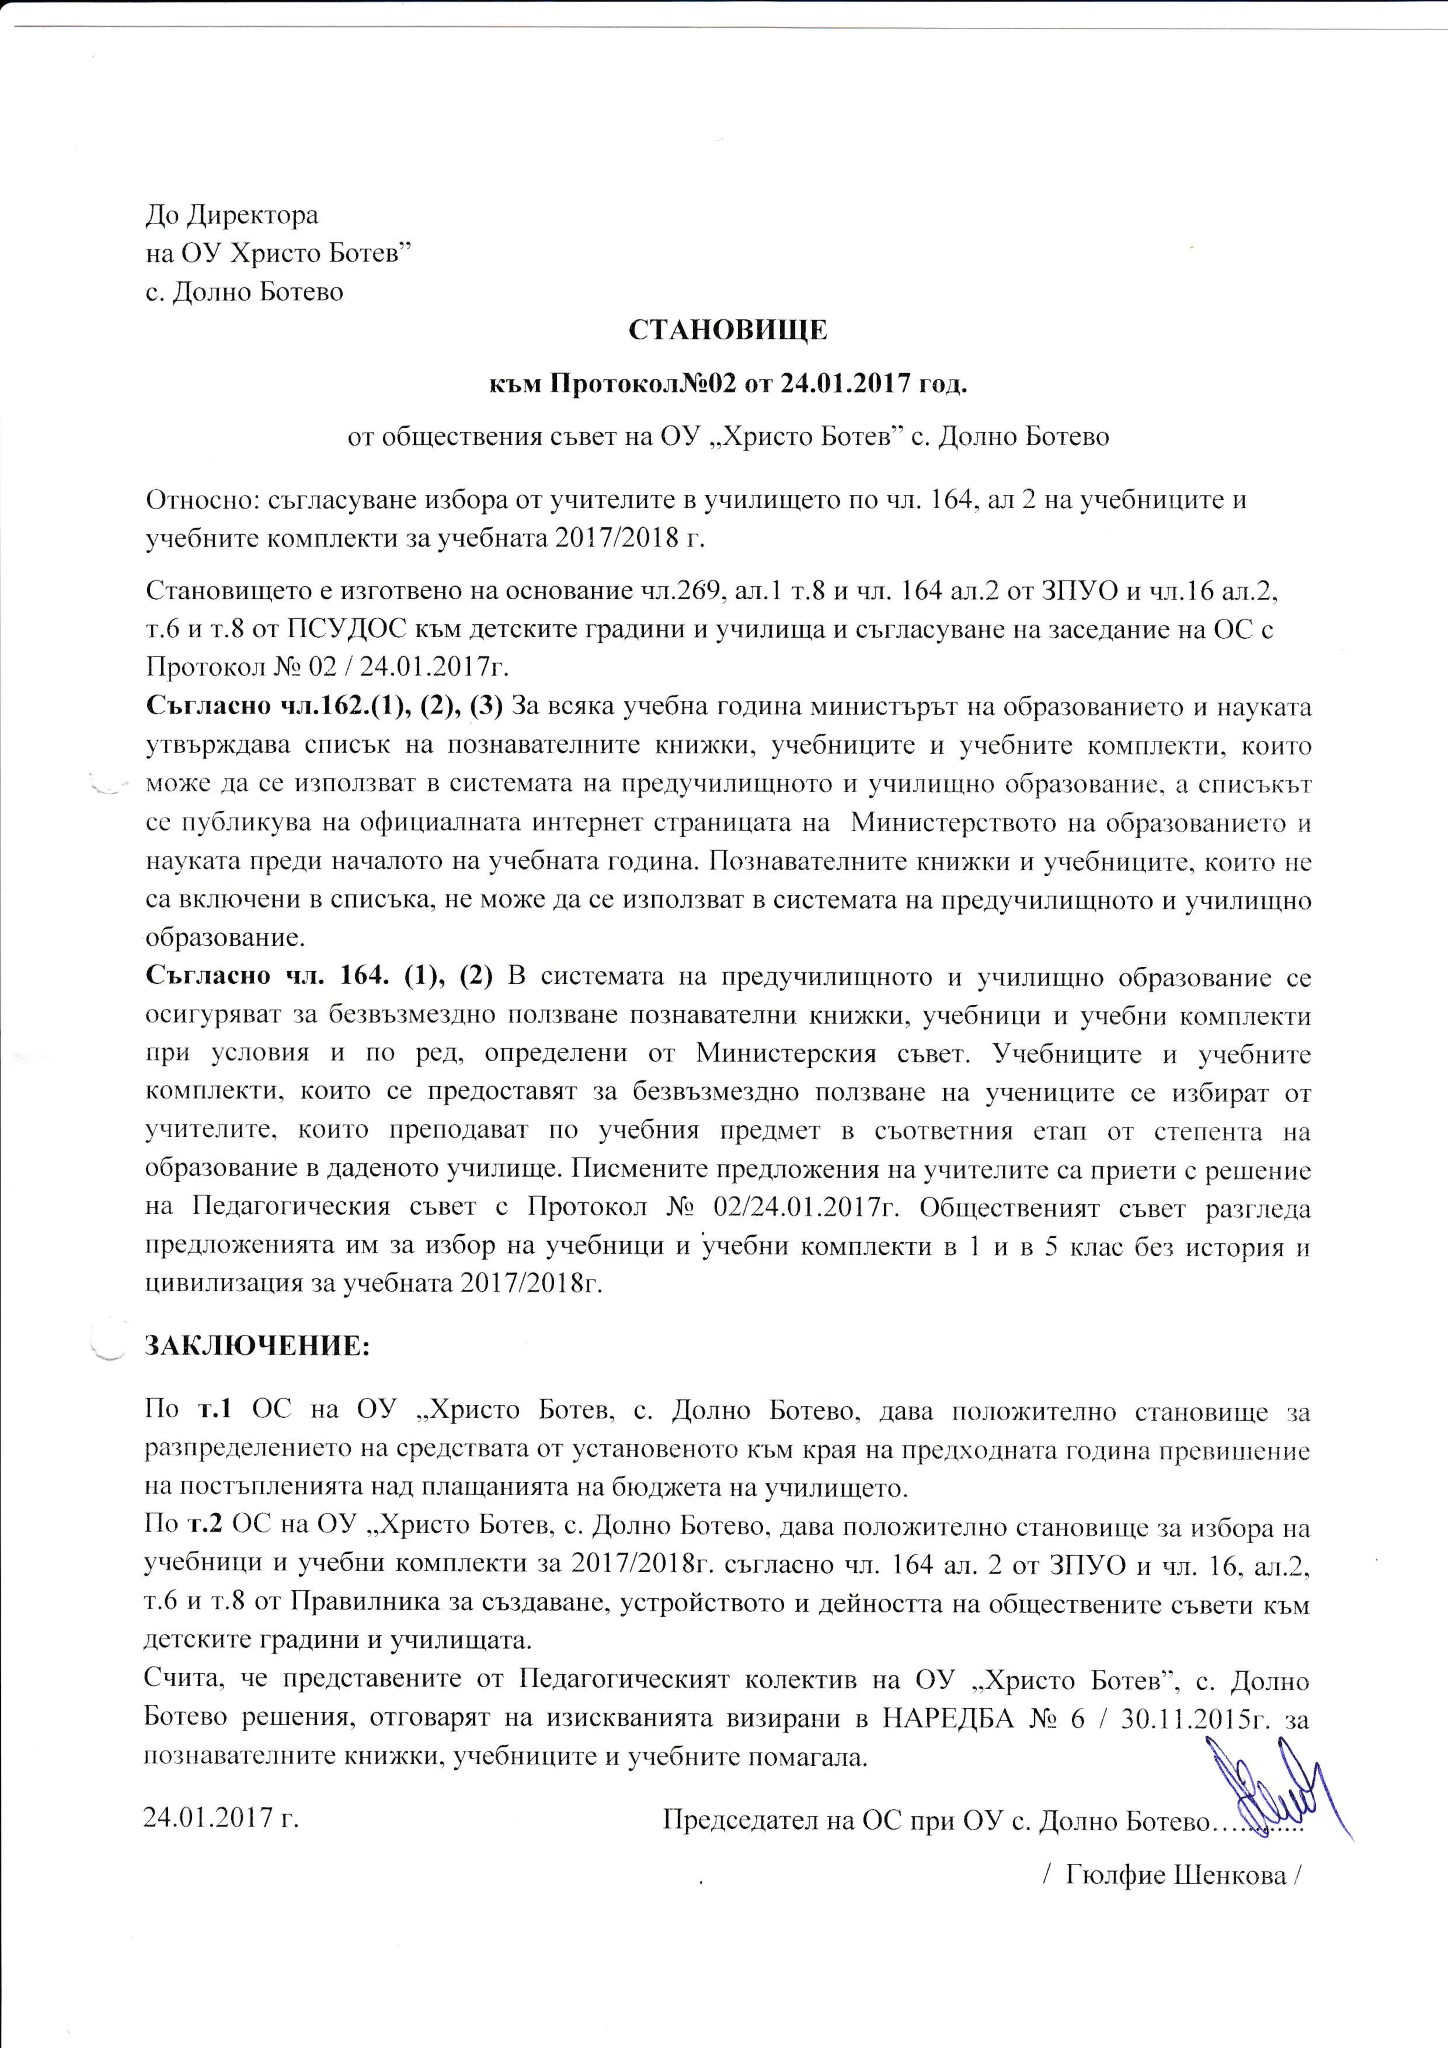 До Директора
на ОУ Христо Ботев”
с. Долно Ботево
СТАНОВИЩЕ
към Протокол№02 от 24.01.2017 год.
от обществения съвет на ОУ „Христо Ботев” с. Долно Ботево
Относно: съгласуване избора от учителите в училището по чл. 164, ал 2 на учебниците и
учебните комплекти за учебната 2017/2018 г.
Становището е изготвено на основание чл.269, ал.1 т.8 и чл. 164 ал.2 от ЗПУО и чл.16 ал.2,
т.6 и т.8 от ПСУДОС към детските градини и училища и съгласуване на заседание на ОС с
Протокол № 02 / 24.01.2017г.
Съгласно чл.162.(1), (2), (3) За всяка учебна година министърът на образованието и науката
утвърждава списък на познавателните книжки, учебниците и учебните комплекти, които
може да се използват в системата на предучилищното и училищно образование, а списъкът
се публикува на официалната интернет страницата на Министерството на образованието и
науката преди началото на учебната година. Познавателните книжки и учебниците, които не
са включени в списъка, не може да се използват в системата на предучилищното и училищно
образование.
Съгласно чл. 164. (1), (2) В системата на предучилищното и училищно образование се
осигуряват за безвъзмездно ползване познавателни книжки, учебници и учебни комплекти
при условия и по ред, определени от Министерския съвет. Учебниците и учебните
комплекти, които се предоставят за безвъзмездно ползване на учениците се избират от
учителите, които преподават по учебния предмет в съответния етап от степента на
образование в даденото училище. Писмените предложения на учителите са приети с решение
на Педагогическия съвет с Протокол № 02/24.01.2017г. Общественият съвет разгледа
предложенията им за избор на учебници и учебни комплекти в 1 и в 5 клас без история и
цивилизация за учебната 2017/2018г.
ЗАКЛЮЧЕНИЕ:
По т.1 ОС на ОУ „Христо Ботев, с. Долно Ботево, дава положително становище за
разпределението на средствата от установеното към края на предходната година превишение
на постъпленията над плащанията на бюджета на училището.
По т.2 ОС на ОУ „Христо Ботев, с. Долно Ботево, дава положително становище за избора на
учебници и учебни комплекти за 2017/2018г. съгласно чл. 164 ал. 2 от ЗПУО и чл. 16, ал.2,
т.6 и т.8 от Правилника за създаване, устройството и дейността на обществените съвети към
детските градини и училищата.
Счита, че представените от Педагогическият колектив на ОУ „Христо Ботев”, с. Долно
Ботево решения, отговарят на изискванията визирани в НАРЕДБА № 6 / 30.11.2015г. за
познавателните книжки, учебниците и учебните помагала.
24.01.2017 г. Председател на ОС при ОУ с. Долно Ботево…………
/ Гюлфие Шенкова /